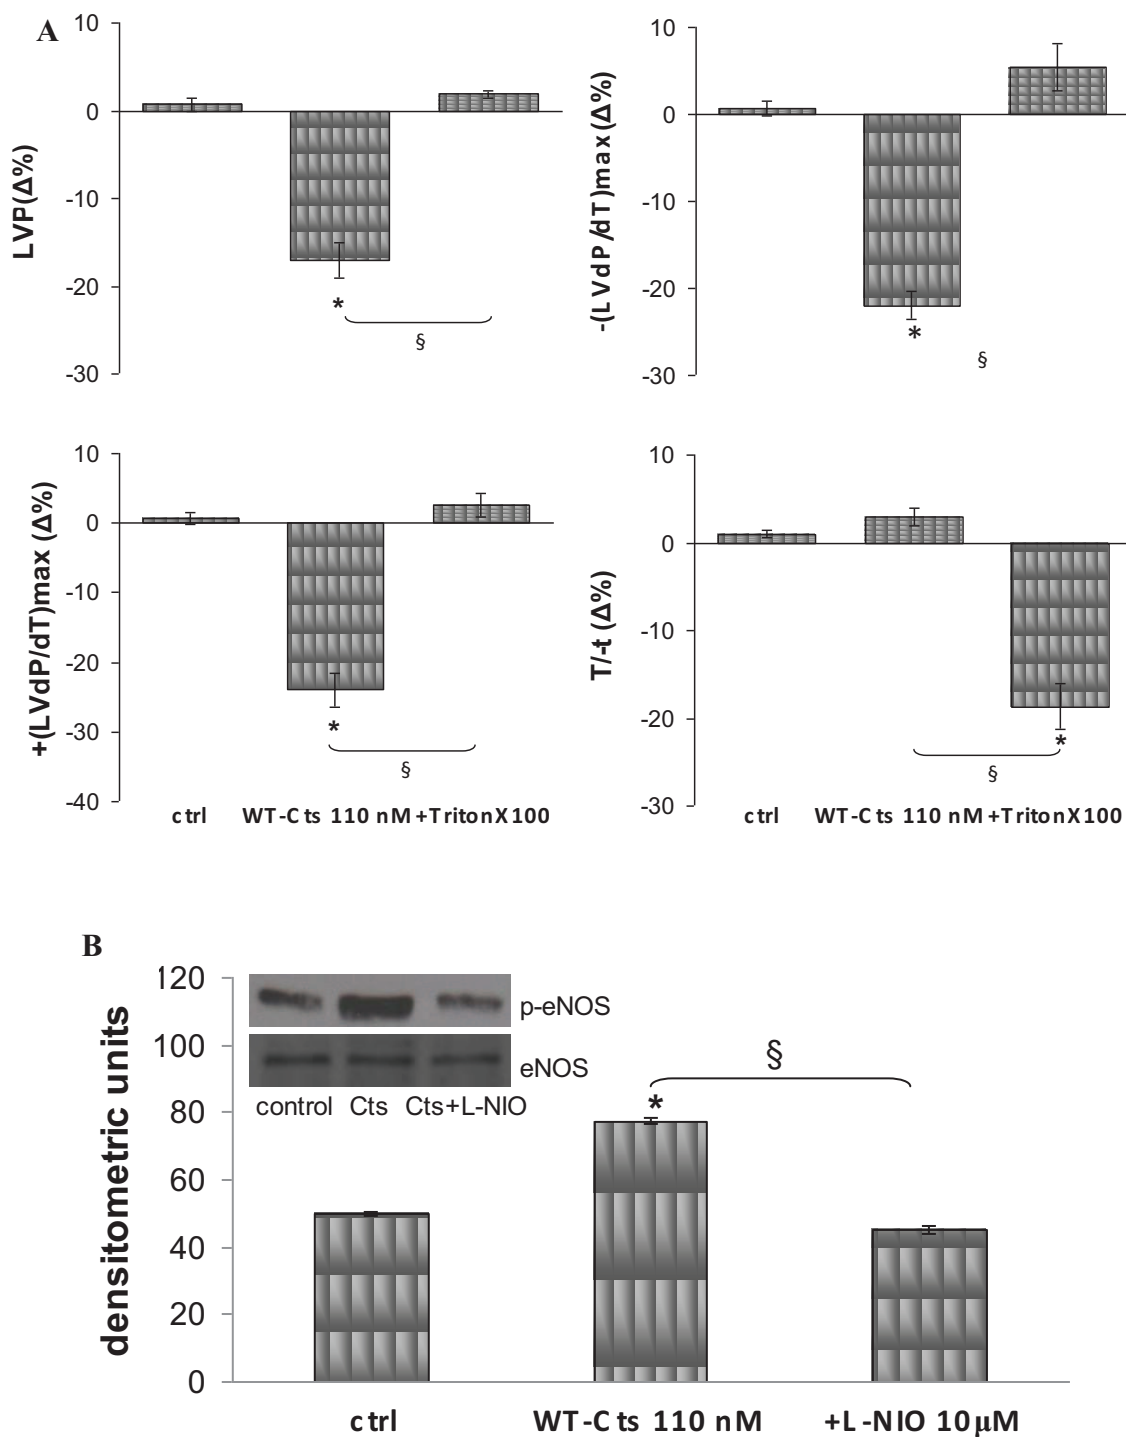 A
LVP(Δ%)
10
0
-10
-20
-30
*
§
-(LVdP/dT)max(Δ%)
10
0
-10
-20
-30
*
§
+(LVdP/dT)max (Δ%)
10
0
-10
-20
-30
-40
*
§
ctrl WT-Cts 110 nM +TritonX100
T/-t (Δ%)
10
0
-10
-20
-30
*
§
ctrl WT-Cts 110 nM +TritonX100
B
densitometric units
120
100
80
60
40
20
0
p-eNOS
eNOS
control Cts Cts+L-NIO
§
*
ctrl WT-Cts 110 nM +L-NIO 10μM